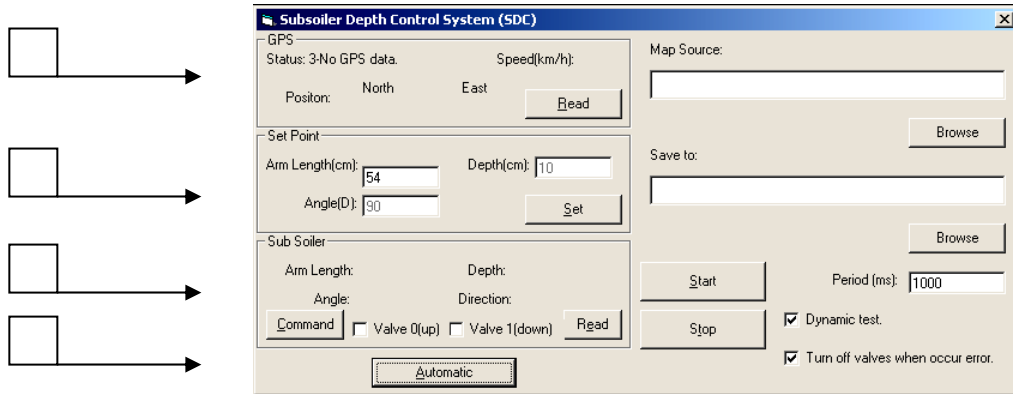 Subsoiler Depth Control System (SDC)
GPS
Status: 3-No GPS data. Speed(km/h):
North East
Positon:
Read
Set Point
Arm Length(cm): 54 Depth(cm): 10
Angle(D): 90 Set
Sub Soiler
Arm Length: Depth:
Angle: Direction:
Command Valve 0(up) Valve 1(down) Read
Automatic
Map Source:
Browse
Save to:
Browse
Start Period (ms): 1000
Stop Dynamic test.
Turn off valves when occur error.